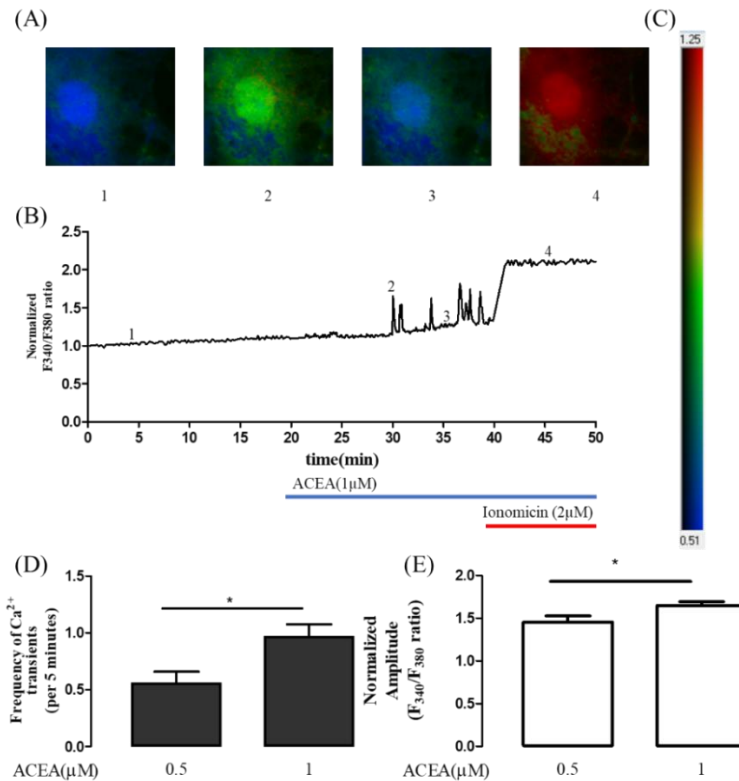 (A)
(C)
1
2
3
4
1.25
0.51
(B)
Normalized
F340/F380 ratio
2.5
2.0
1.5
1.0
0.5
0.0
1
2
3
4
0
5
10
15
20
25
30
35
40
45
50
time(min)
ACEA(1µM)
Ionomicin (2µM)
(D)
Frequency of Ca²⁺
transients
(per 5 minutes)
1.5
1.0
0.5
0.0
*
ACEA(µM)
0.5
1
(E)
Normalized
Amplitude
(F₃₄₀/F₃₈₀ ratio)
2.0
1.5
1.0
0.5
0.0
*
ACEA(µM)
0.5
1